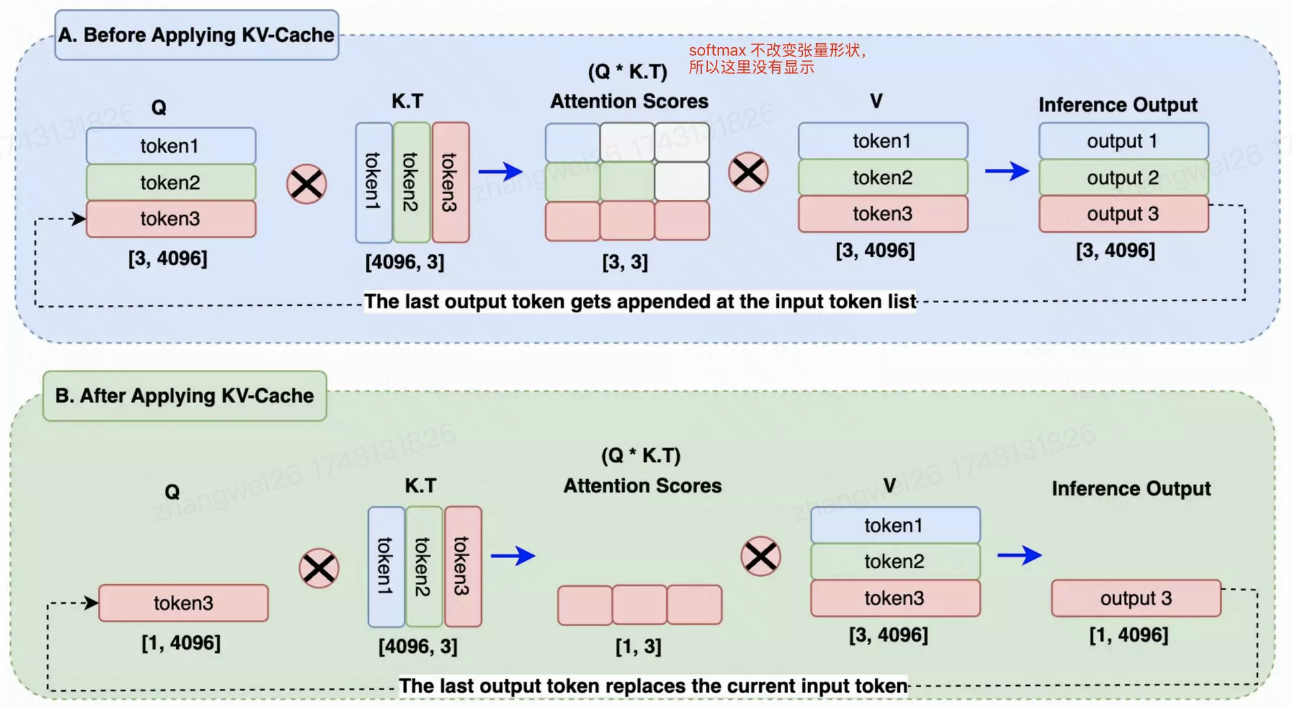 A. Before Applying KV-Cache
softmax 不改变张量形状,
所以这里没有显示
(Q * K.T)
Q
K.T
Attention Scores
V
Inference Output
token1
token2
token3
token1
token2
token3
token1
token2
token3
output 1
output 2
output 3
[3, 4096]
[4096, 3]
[3, 3]
[3, 4096]
[3, 4096]
The last output token gets appended at the input token list
B. After Applying KV-Cache
(Q * K.T)
Q
K.T
Attention Scores
V
Inference Output
token3
token1
token2
token3
token1
token2
token3
output 3
[1, 4096]
[4096, 3]
[1, 3]
[3, 4096]
[1, 4096]
The last output token replaces the current input token
zhangwei26 1743131826
zhangwei26 1743131826
zhangwei26 1743131826